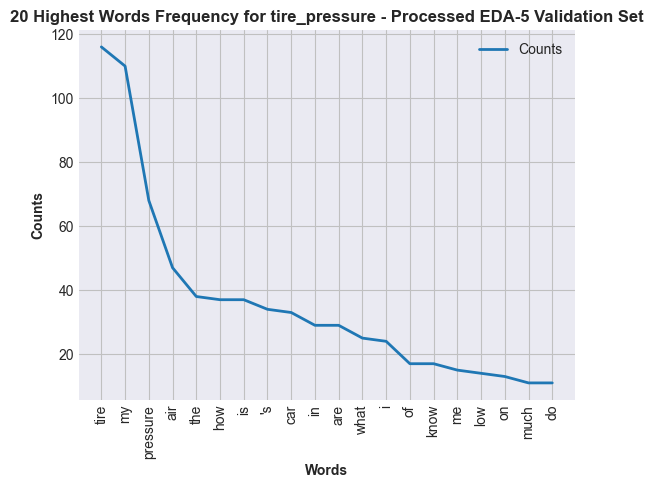 20 Highest Words Frequency for tire_pressure - Processed EDA-5 Validation Set
Counts
120
100
80
60
40
20
Counts
tire
my
pressure
air
the
how
is
's
car
in
are
what
i
of
know
me
low
on
much
do
Words